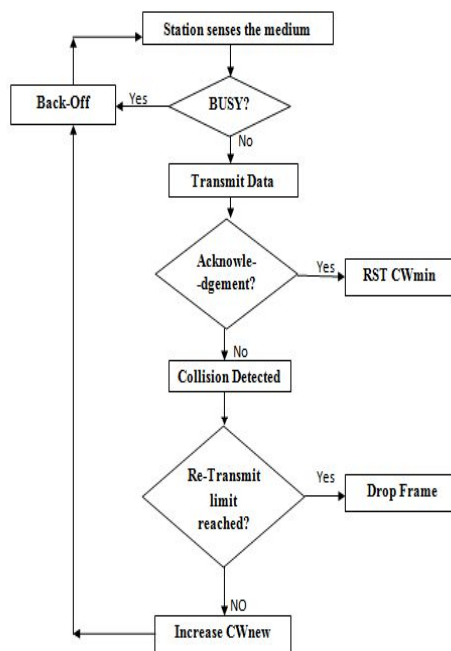 Station senses the medium
Back-Off
Yes
BUSY?
No
Transmit Data
Acknowle-
-dgement?
Yes
RST CWmin
No
Collision Detected
Re-Transmit
limit
reached?
Yes
Drop Frame
NO
Increase CWnew